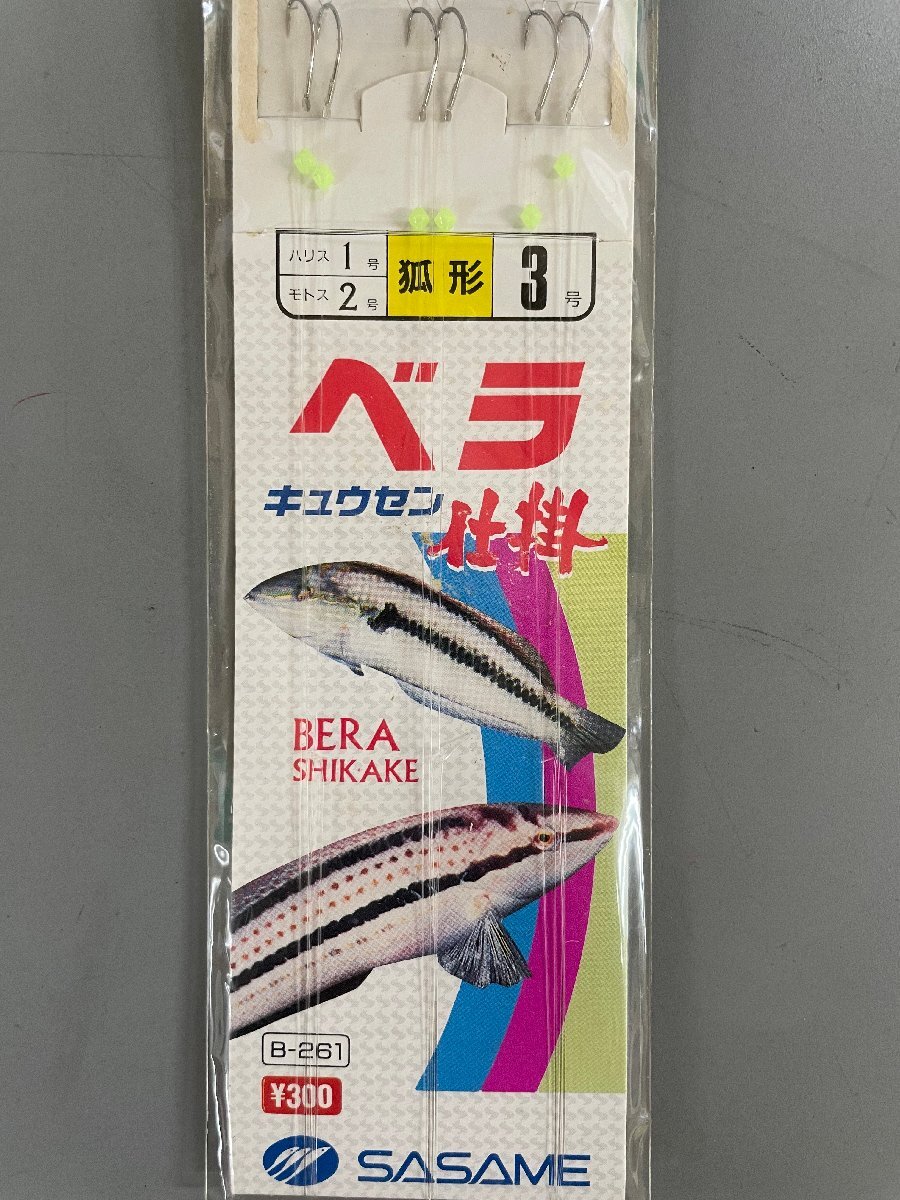 ハリス 1号 狐形 3号
モトス 2号
ベラ
キュウセン 仕掛
BERA
SHIKAKE
B-261
¥300
SASAME